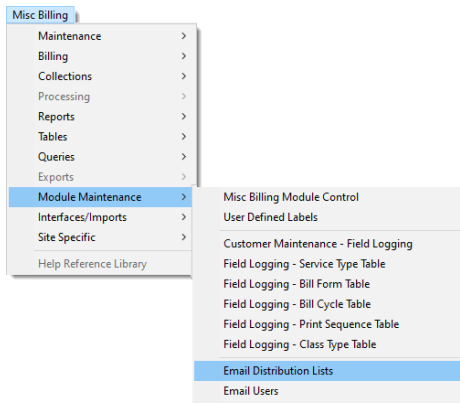 Misc Billing
Maintenance
Billing
Collections
Processing
Reports
Tables
Queries
Exports
Module Maintenance
Interfaces/Imports
Site Specific
Help Reference Library
Misc Billing Module Control
User Defined Labels
Customer Maintenance - Field Logging
Field Logging - Service Type Table
Field Logging - Bill Form Table
Field Logging - Bill Cycle Table
Field Logging - Print Sequence Table
Field Logging - Class Type Table
Email Distribution Lists
Email Users